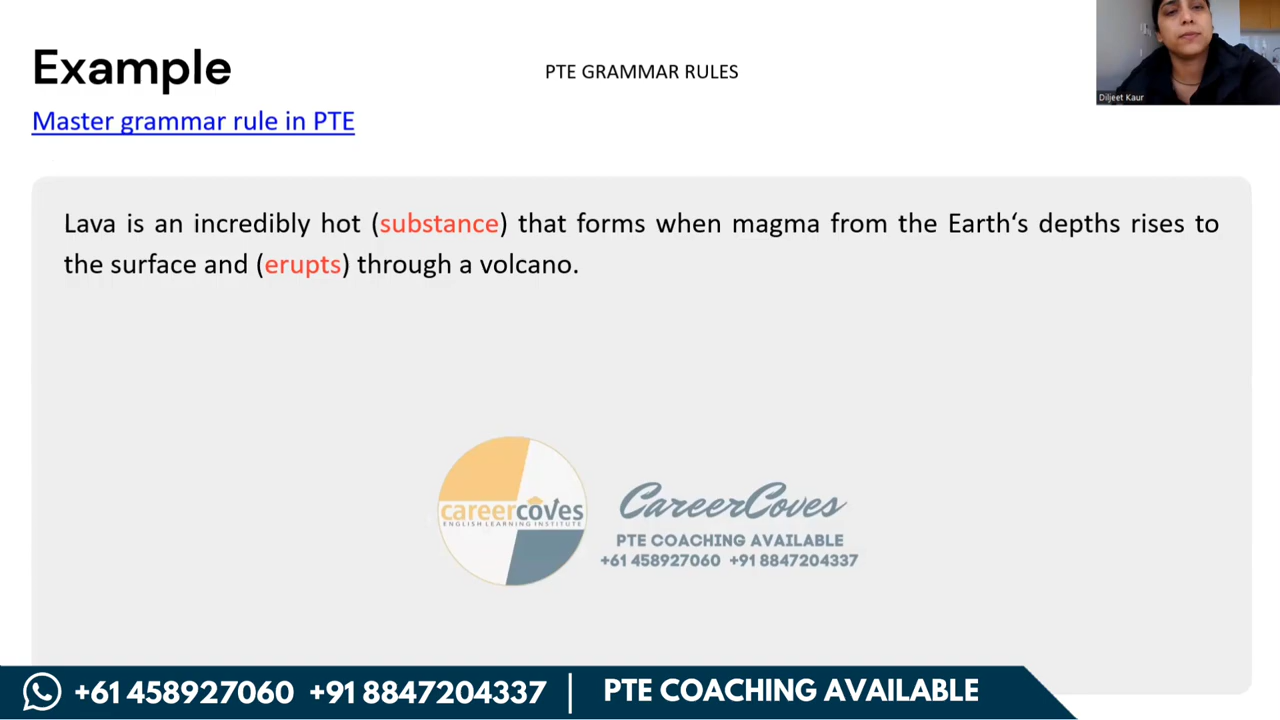 Example
PTE GRAMMAR RULES
Diljeet Kaur
Master grammar rule in PTE
Lava is an incredibly hot (substance) that forms when magma from the Earth‘s depths rises to
the surface and (erupts) through a volcano.
careercoves
ENGLISH LEARNING INSTITUTE
CareerCoves
PTE COACHING AVAILABLE
+61 458927060 +91 8847204337
+61 458927060 +91 8847204337 | PTE COACHING AVAILABLE